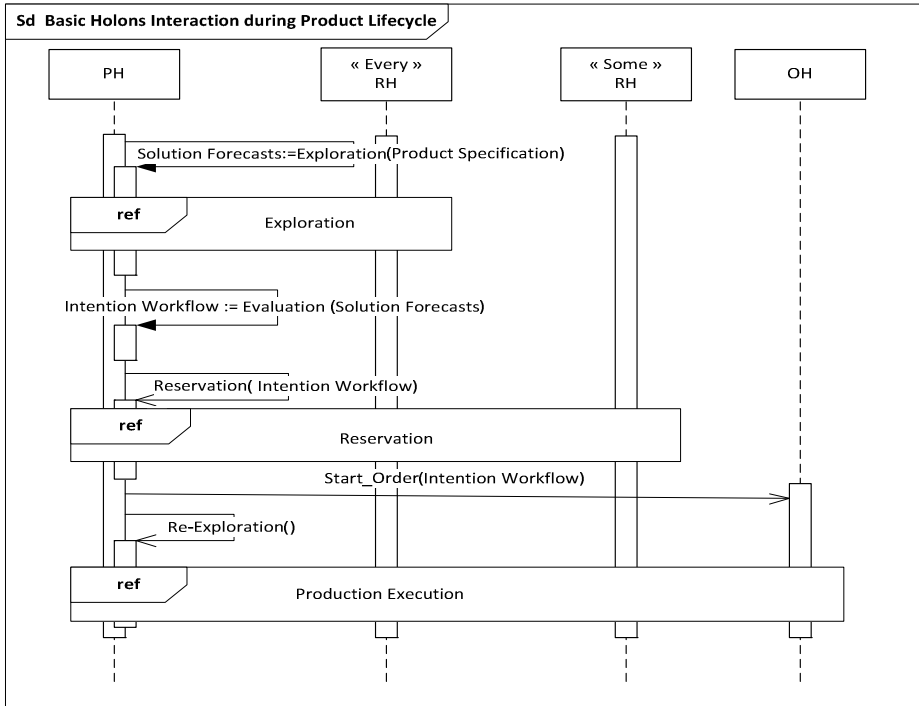 Sd  Basic Holons Interaction during Product Lifecycle
PH
« Every »
RH
« Some »
RH
OH
Solution Forecasts:=Exploration(Product Specification)
ref
Exploration
Intention Workflow := Evaluation (Solution Forecasts)
Reservation( Intention Workflow)
ref
Reservation
Start_Order(Intention Workflow)
Re-Exploration()
ref
Production Execution